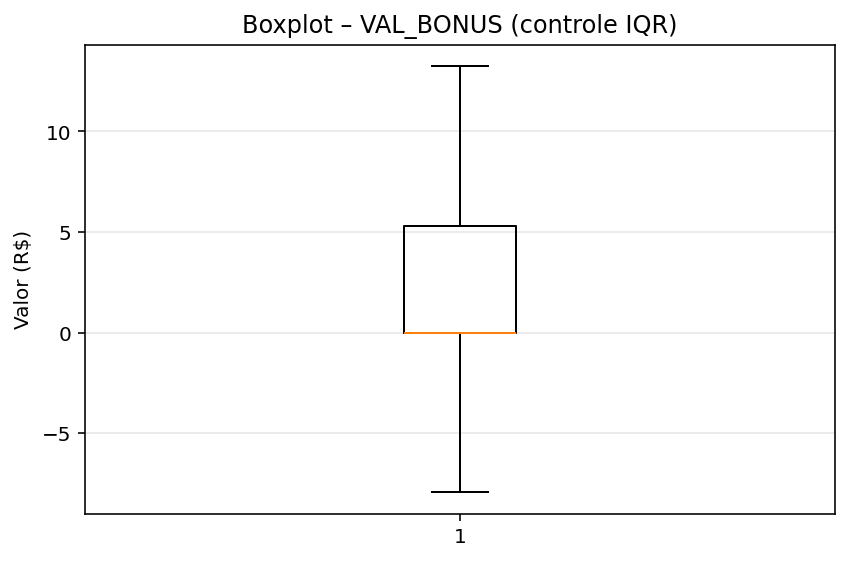 Boxplot – VAL_BONUS (controle IQR)
Valor (R$)
10
5
0
−5
1